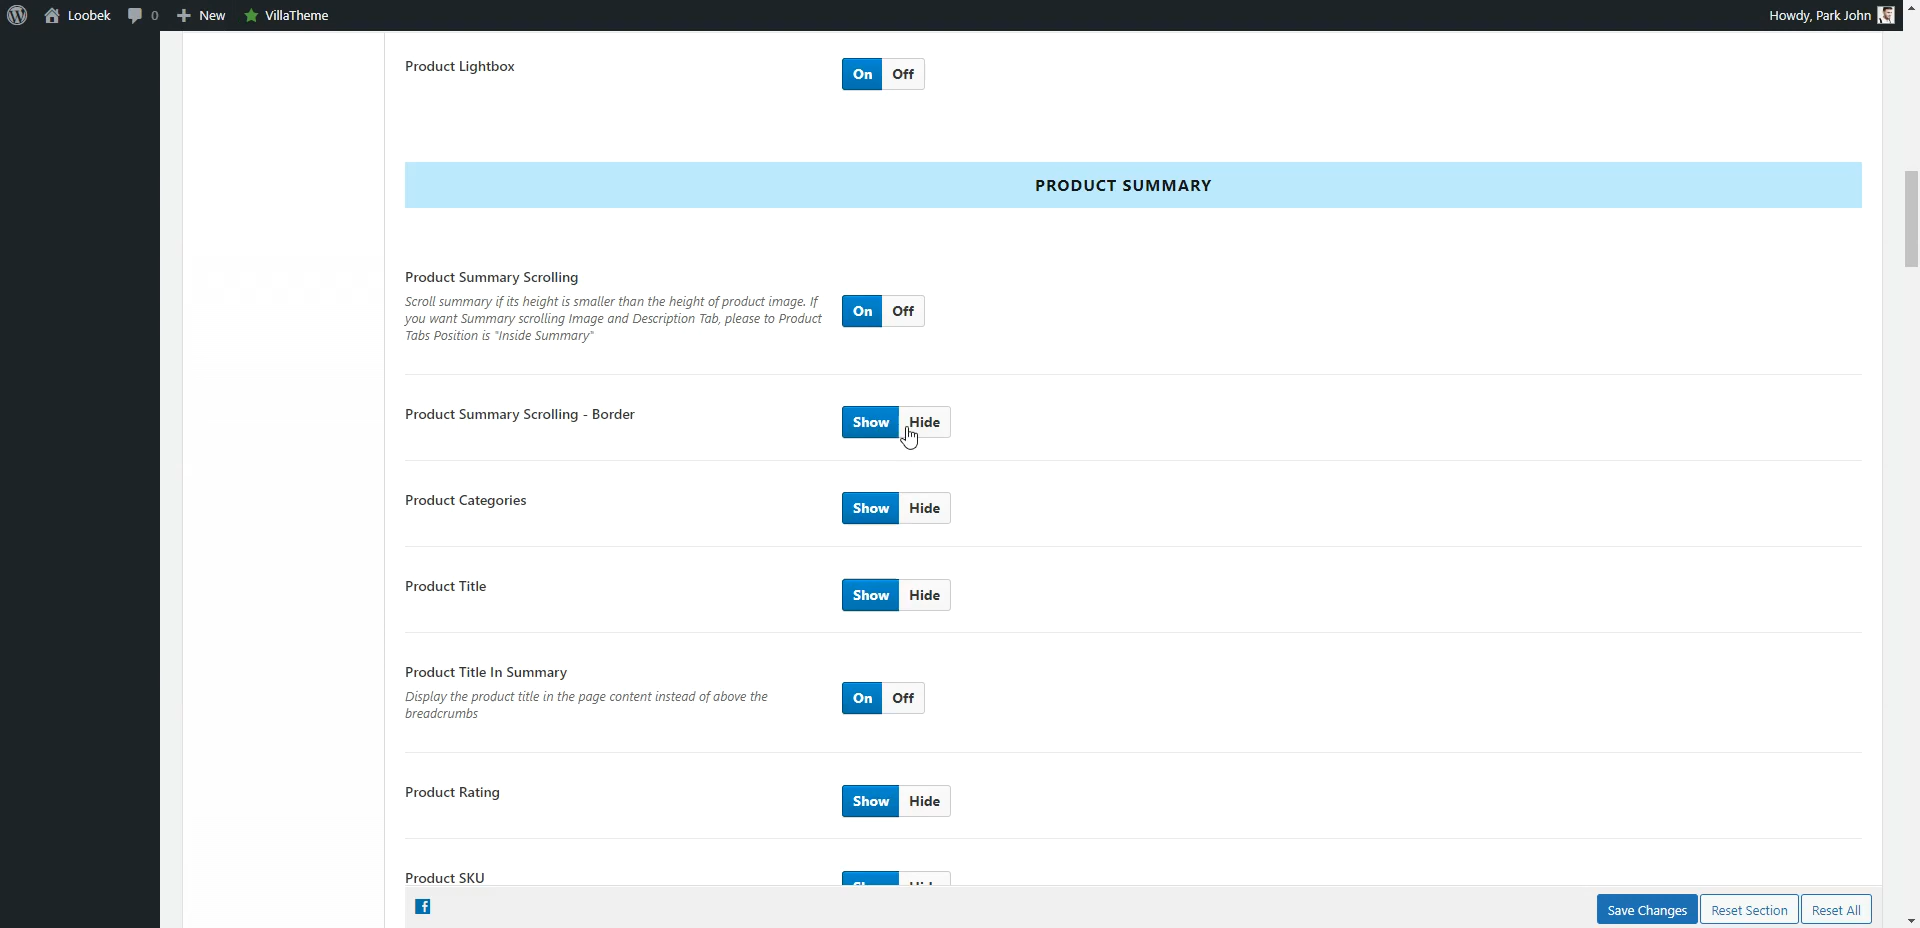 Loobek 0 New VillaTheme Howdy, Park John
Product Lightbox On Off
PRODUCT SUMMARY
Product Summary Scrolling
Scroll summary if its height is smaller than the height of product image. If
you want Summary scrolling Image and Description Tab, please to Product
Tabs Position is "Inside Summary"
On Off
Product Summary Scrolling - Border Show Hide
Product Categories Show Hide
Product Title Show Hide
Product Title In Summary
Display the product title in the page content instead of above the
breadcrumbs
On Off
Product Rating Show Hide
Product SKU
Save Changes Reset Section Reset All